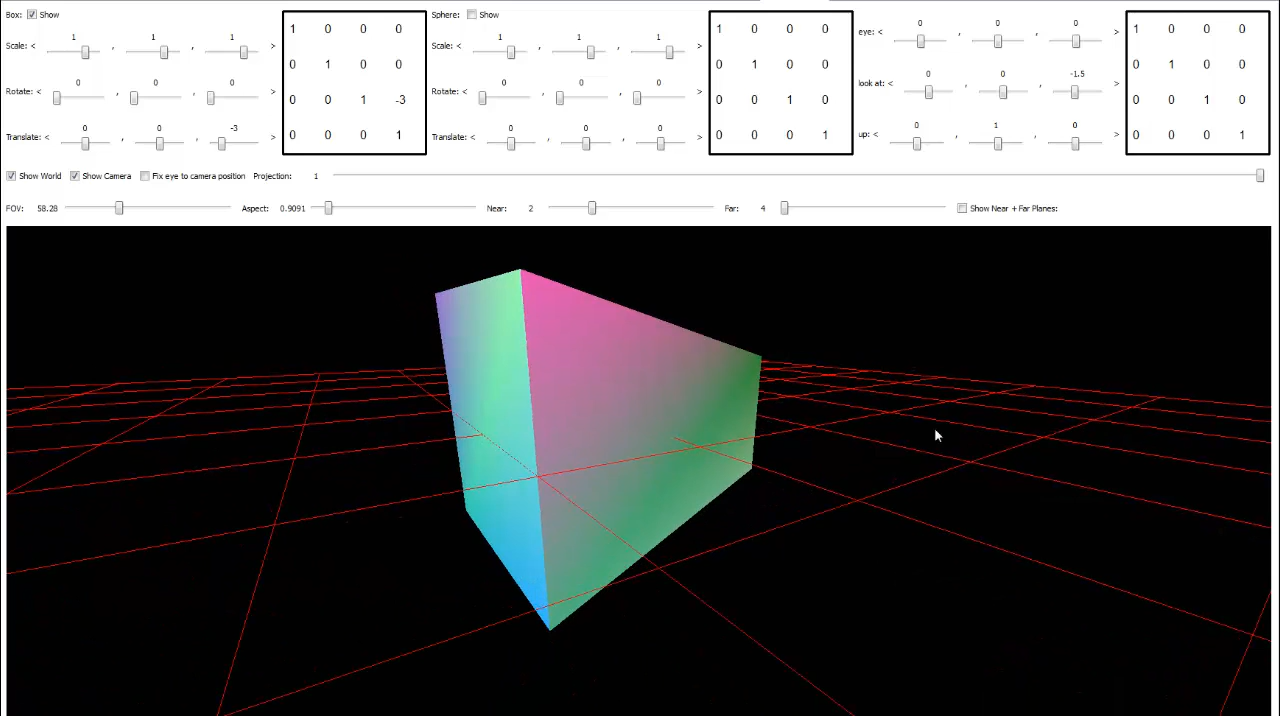 Box: Show
Scale: < 1 , 1 , 1 >
Rotate: < 0 , 0 , 0 >
Translate: < 0 , 0 , -3 >
1 0 0 0
0 1 0 0
0 0 1 -3
0 0 0 1
Sphere: Show
Scale: < 1 , 1 , 1 >
Rotate: < 0 , 0 , 0 >
Translate: < 0 , 0 , 0 >
1 0 0 0
0 1 0 0
0 0 1 0
0 0 0 1
eye: < 0 , 0 , 0 >
look at: < 0 , 0 , -1.5 >
up: < 0 , 1 , 0 >
1 0 0 0
0 1 0 0
0 0 1 0
0 0 0 1
Show World Show Camera Fix eye to camera position Projection: 1
FOV: 58.28 Aspect: 0.9091 Near: 2 Far: 4 Show Near + Far Planes: